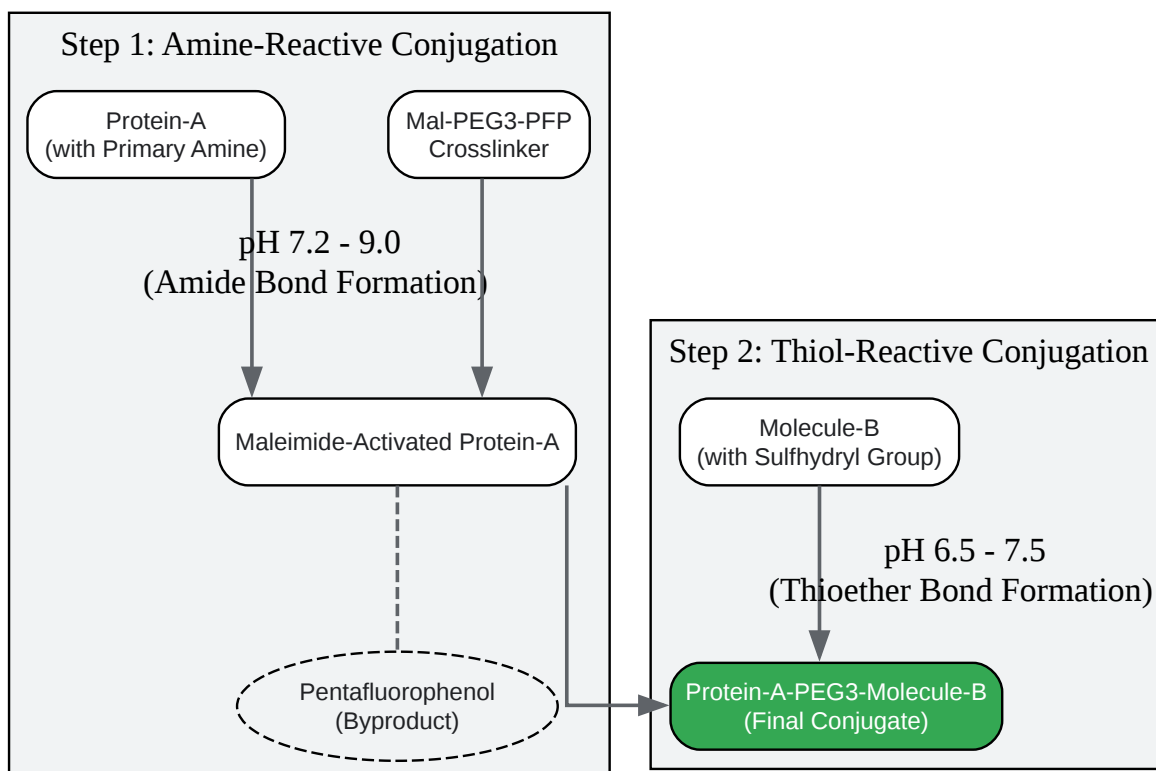 Step 1: Amine-Reactive Conjugation
Protein-A
(with Primary Amine)
Mal-PEG3-PFP
Crosslinker
pH 7.2 - 9.0
(Amide Bond Formation)
Maleimide-Activated Protein-A
Pentafluorophenol
(Byproduct)
Step 2: Thiol-Reactive Conjugation
Molecule-B
(with Sulfhydryl Group)
pH 6.5 - 7.5
(Thioether Bond Formation)
Protein-A-PEG3-Molecule-B
(Final Conjugate)